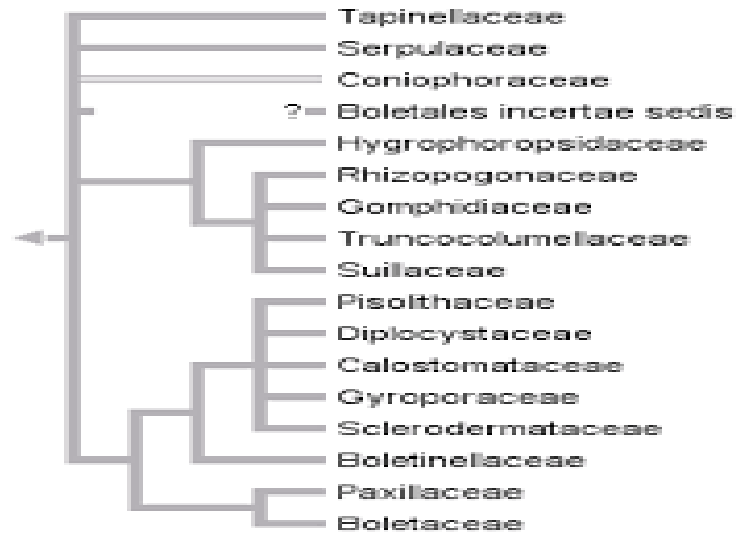 Tapinellaceae
Serpulaceae
Coniophoraceae
? Boletales incertae sedis
Hygrophoropsidaceae
Rhizopogonaceae
Gomphidiaceae
Truncocolumellaceae
Suillaceae
Pisolithaceae
Diplocystaceae
Calostomataceae
Gyroporaceae
Sclerodermataceae
Boletinellaceae
Paxillaceae
Boletaceae